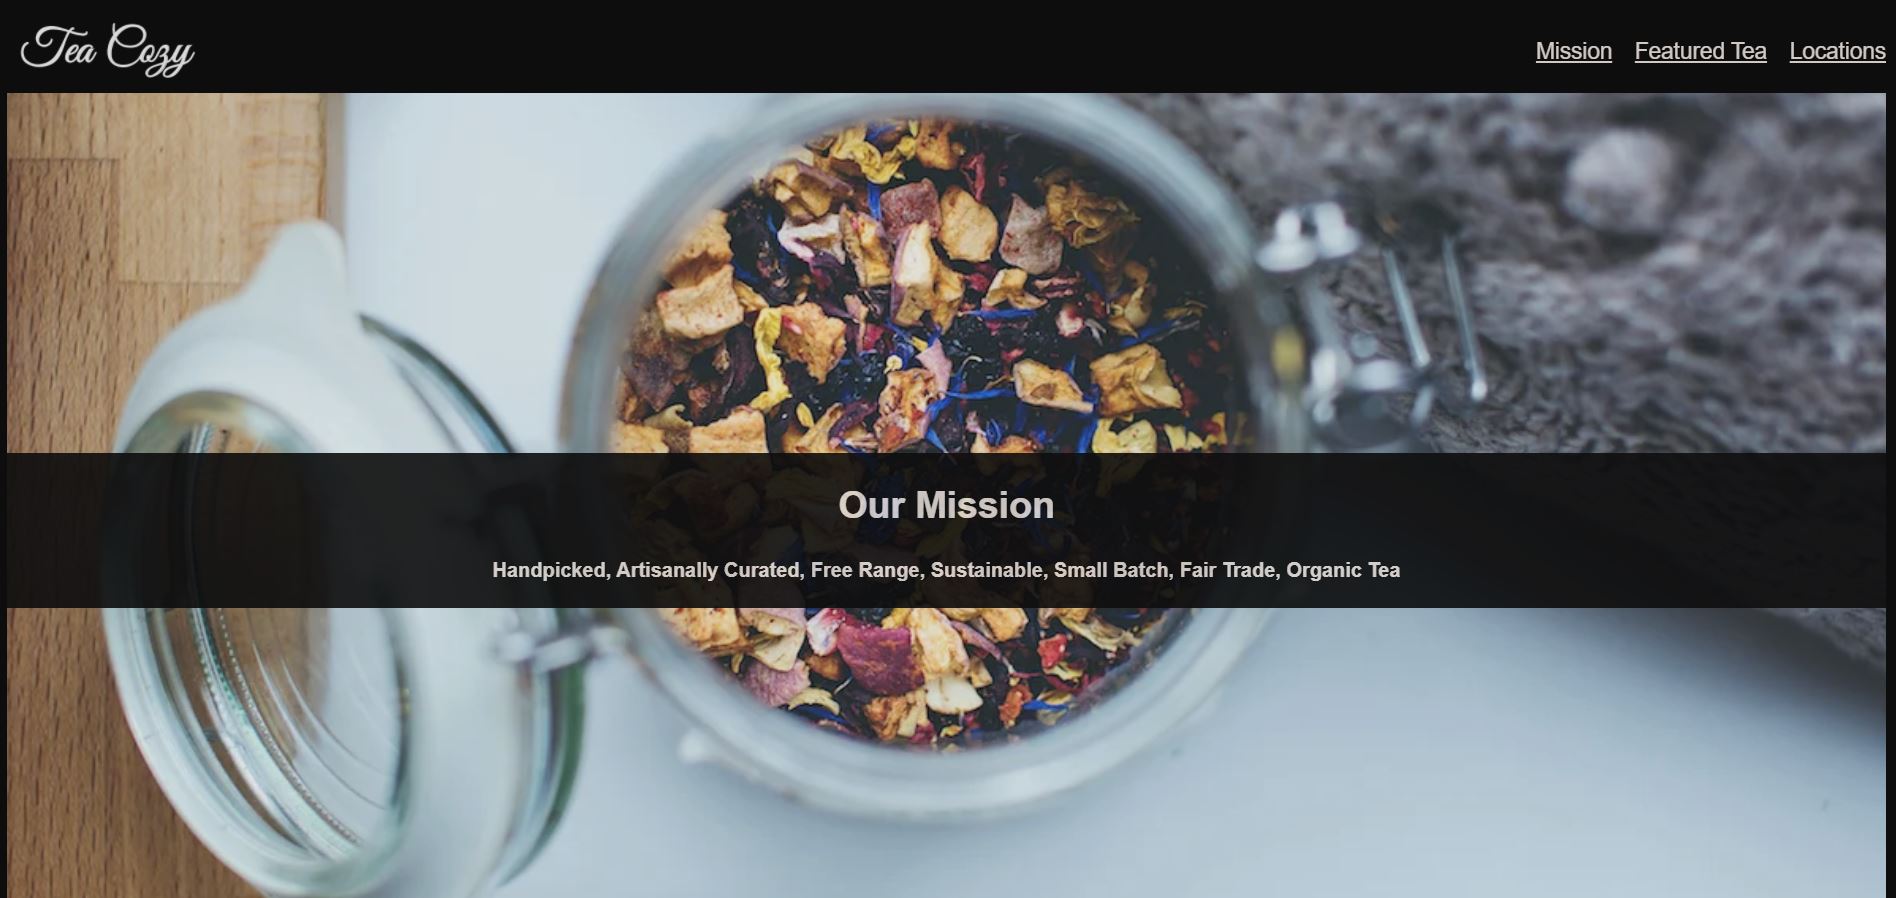 Tea Cozy
Mission Featured Tea Locations
Our Mission
Handpicked, Artisanally Curated, Free Range, Sustainable, Small Batch, Fair Trade, Organic Tea